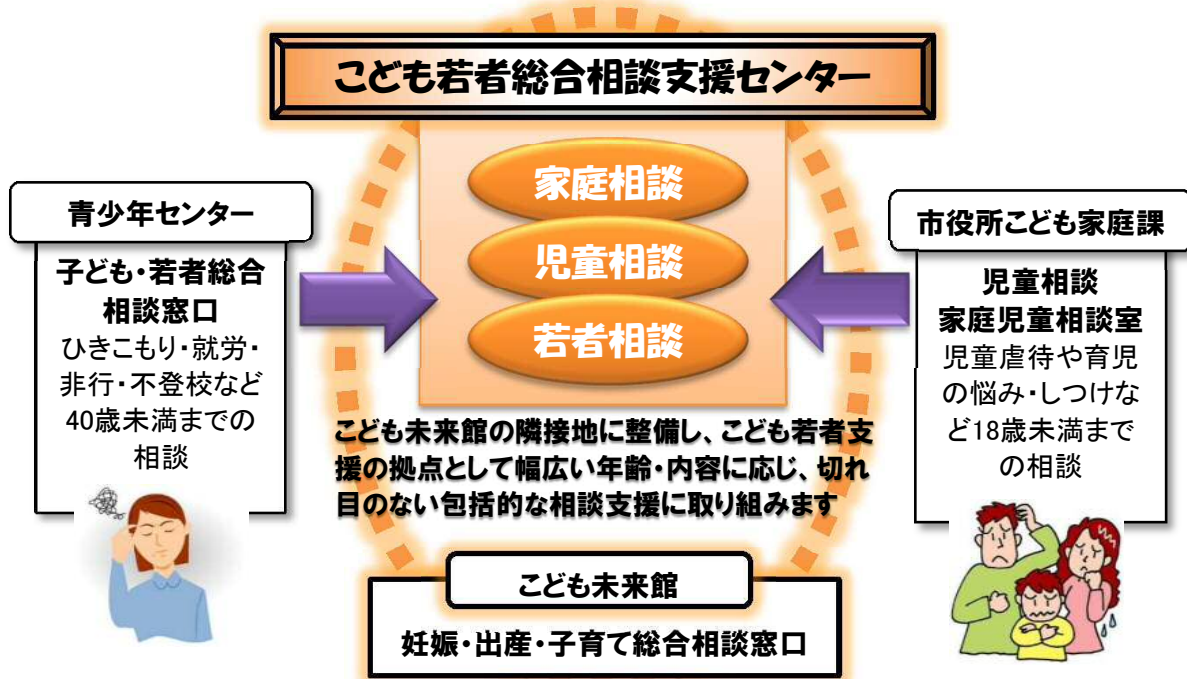 こども若者総合相談支援センター
家庭相談
児童相談
若者相談
青少年センター
子ども・若者総合
相談窓口
ひきこもり・就労・
非行・不登校など
40歳未満までの
相談
市役所こども家庭課
児童相談
家庭児童相談室
児童虐待や育児
の悩み・しつけな
ど18歳未満まで
の相談
こども未来館の隣接地に整備し、こども若者支
援の拠点として幅広い年齢・内容に応じ、切れ
目のない包括的な相談支援に取り組みます
こども未来館
妊娠・出産・子育て総合相談窓口